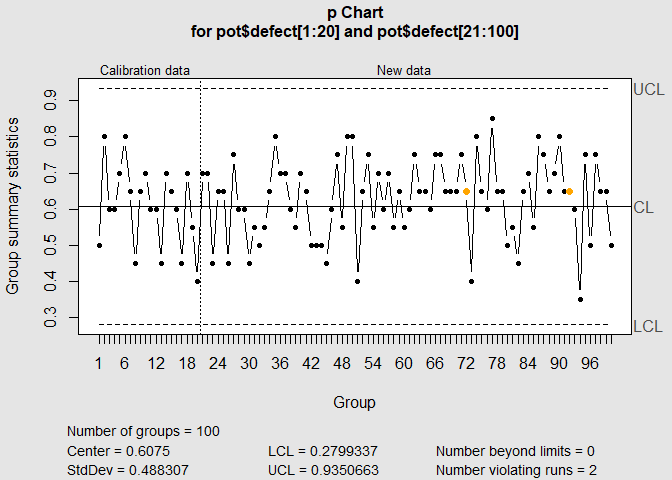 p Chart
for pot$defect[1:20] and pot$defect[21:100]
Calibration data New data
UCL
CL
LCL
Group summary statistics
0.9
0.8
0.7
0.6
0.5
0.4
0.3
1 6 12 18 24 30 36 42 48 54 60 66 72 78 84 90 96
Group
Number of groups = 100
Center = 0.6075 LCL = 0.2799337 Number beyond limits = 0
StdDev = 0.488307 UCL = 0.9350663 Number violating runs = 2